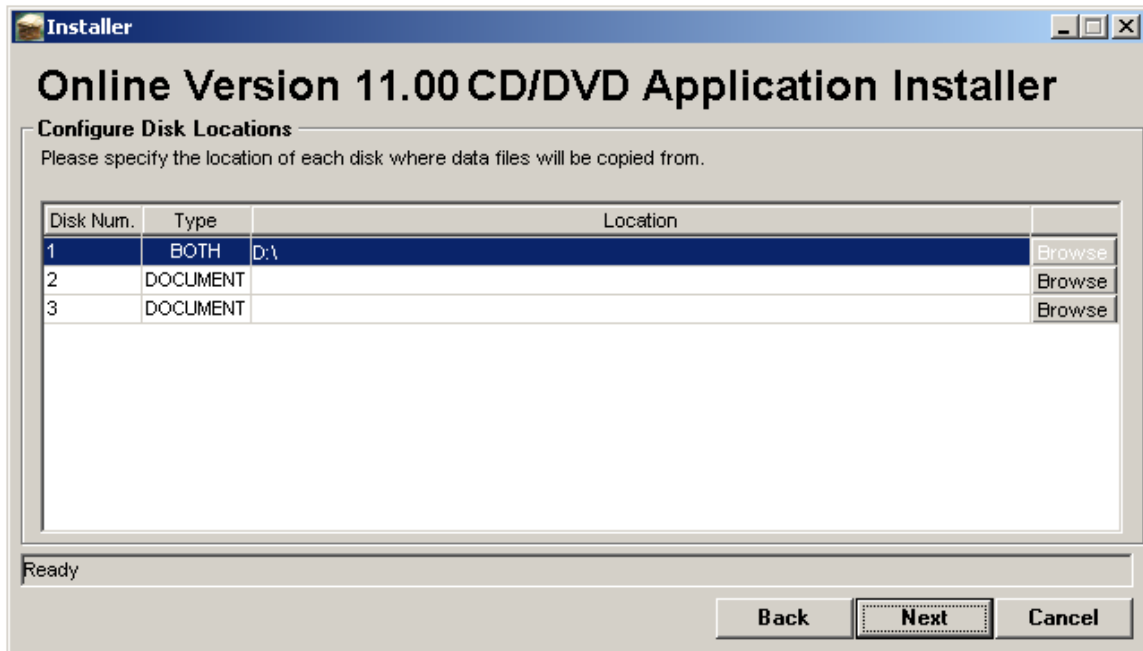 Installer
Online Version 11.00 CD/DVD Application Installer
Configure Disk Locations
Please specify the location of each disk where data files will be copied from.
Disk Num. Type Location
1 BOTH D:\ Browse
2 DOCUMENT Browse
3 DOCUMENT Browse
Ready
Back Next Cancel